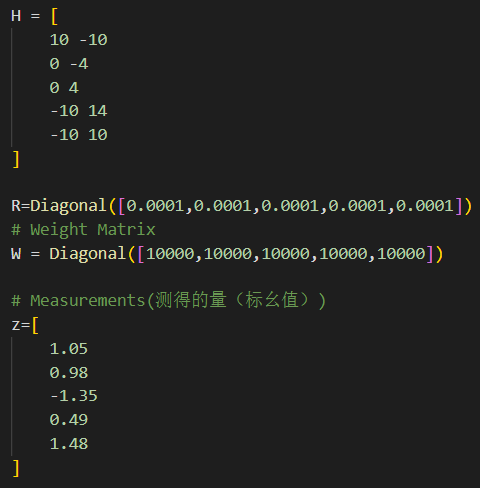 H = [
10 -10
0 -4
0 4
-10 14
-10 10
]
R=Diagonal([0.0001,0.0001,0.0001,0.0001,0.0001])
# Weight Matrix
W = Diagonal([10000,10000,10000,10000,10000])
# Measurements(测得的量（标幺值）)
z=[
1.05
0.98
-1.35
0.49
1.48
]